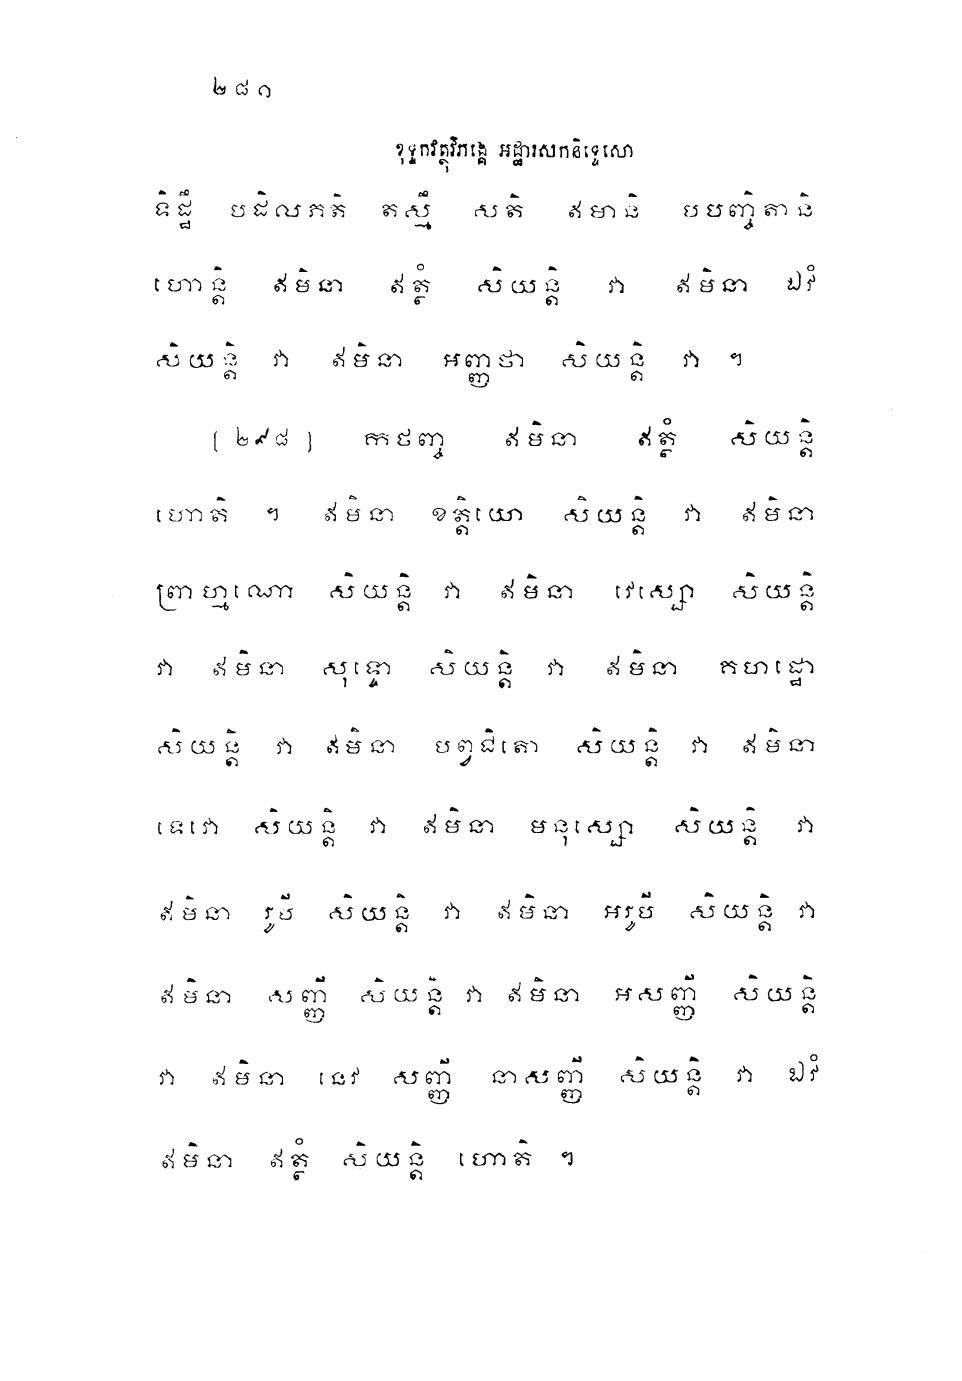 ២៨១
ខុទ្ទកវត្ថុវិភង្គេ អដ្ឋារសកនិទ្ទេសោ
ទិដ្ឋឹ បដិលភតិ តស្មឹ សតិ ឥមានិ បបញ្ចិតានិ
ហោន្តិ ឥមិនា ឥត្ថំ សិយន្តិ វា ឥមិនា ឯវំ
សិយន្តិ វា ឥមិនា អញ្ញថា សិយន្តិ វា ។
(២៩៨) កថញ្ច ឥមិនា ឥត្ថំ សិយន្តិ
ហោតិ ។ ឥមិនា ខត្តិយោ សិយន្តិ វា ឥមិនា
ព្រាហ្មណោ សិយន្តិ វា ឥមិនា វេស្សោ សិយន្តិ
វា ឥមិនា សុទ្ទោ សិយន្តិ វា ឥមិនា គហដ្ឋោ
សិយន្តិ វា ឥមិនា បព្វជិតោ សិយន្តិ វា ឥមិនា
ទេវោ សិយន្តិ វា ឥមិនា មនុស្សោ សិយន្តិ វា
ឥមិនា រូបី សិយន្តិ វា ឥមិនា អរូបី សិយន្តិ វា
ឥមិនា សញ្ញី សិយន្តិ វា ឥមិនា អសញ្ញី សិយន្តិ
វា ឥមិនា នេវ សញ្ញី នាសញ្ញី សិយន្តិ វា ឯវំ
ឥមិនា ឥត្ថំ សិយន្តិ ហោតិ ។